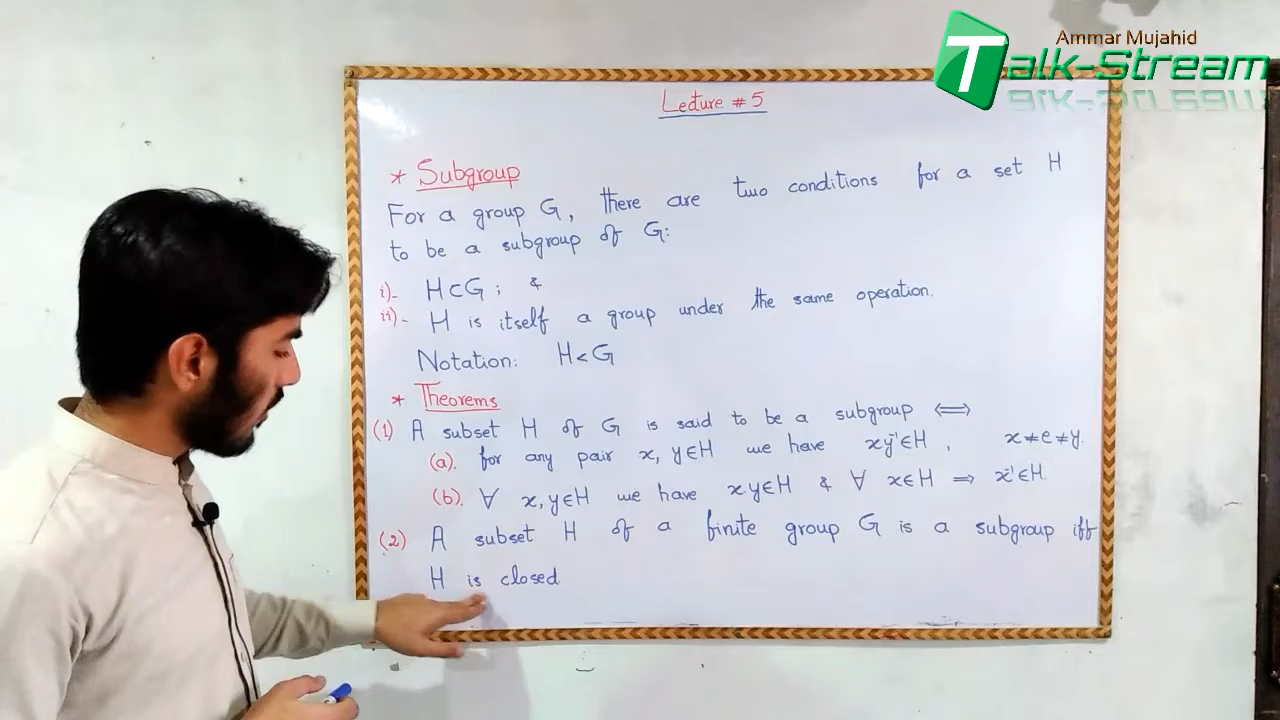 Ammar Mujahid
Talk-Stream
Lecture # 5
* Subgroup
For a group G, there are two conditions for a set H
to be a subgroup of G:
i)- H⊂G ; &
ii)- H is itself a group under the same operation.
Notation: H<G
* Theorems
(1) A subset H of G is said to be a subgroup ⟺
(a). for any pair x, y∈H we have xy⁻¹∈H , x≠e≠y.
(b). ∀ x, y∈H we have x.y∈H & ∀ x∈H ⇒ x⁻¹∈H.
(2) A subset H of a finite group G is a subgroup iff
H is closed